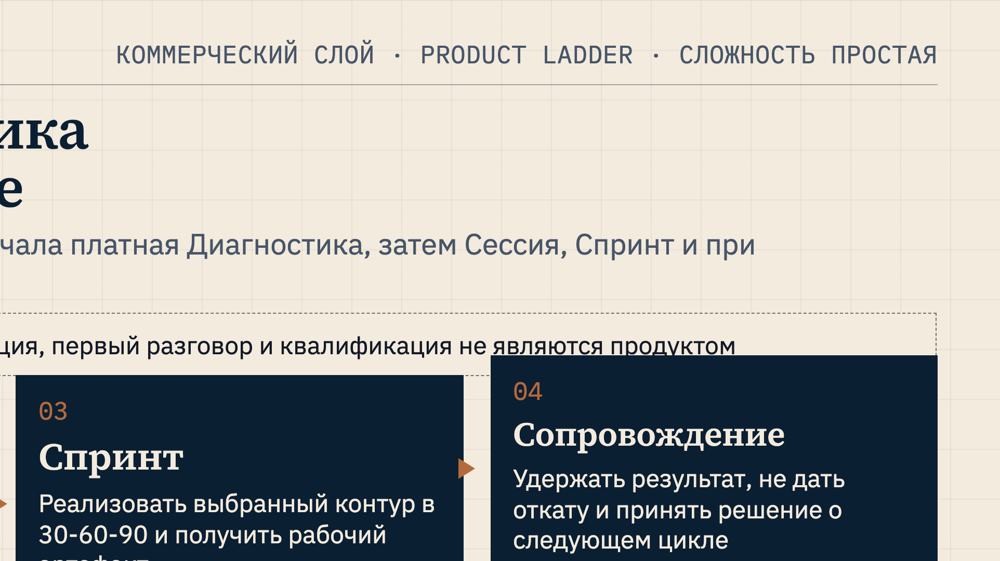 КОММЕРЧЕСКИЙ СЛОЙ · PRODUCT LADDER · СЛОЖНОСТЬ ПРОСТАЯ
ика
е
чала платная Диагностика, затем Сессия, Спринт и при
ция, первый разговор и квалификация не являются продуктом
03
Спринт
Реализовать выбранный контур в
30-60-90 и получить рабочий
артефакт
04
Сопровождение
Удержать результат, не дать
откату и принять решение о
следующем цикле